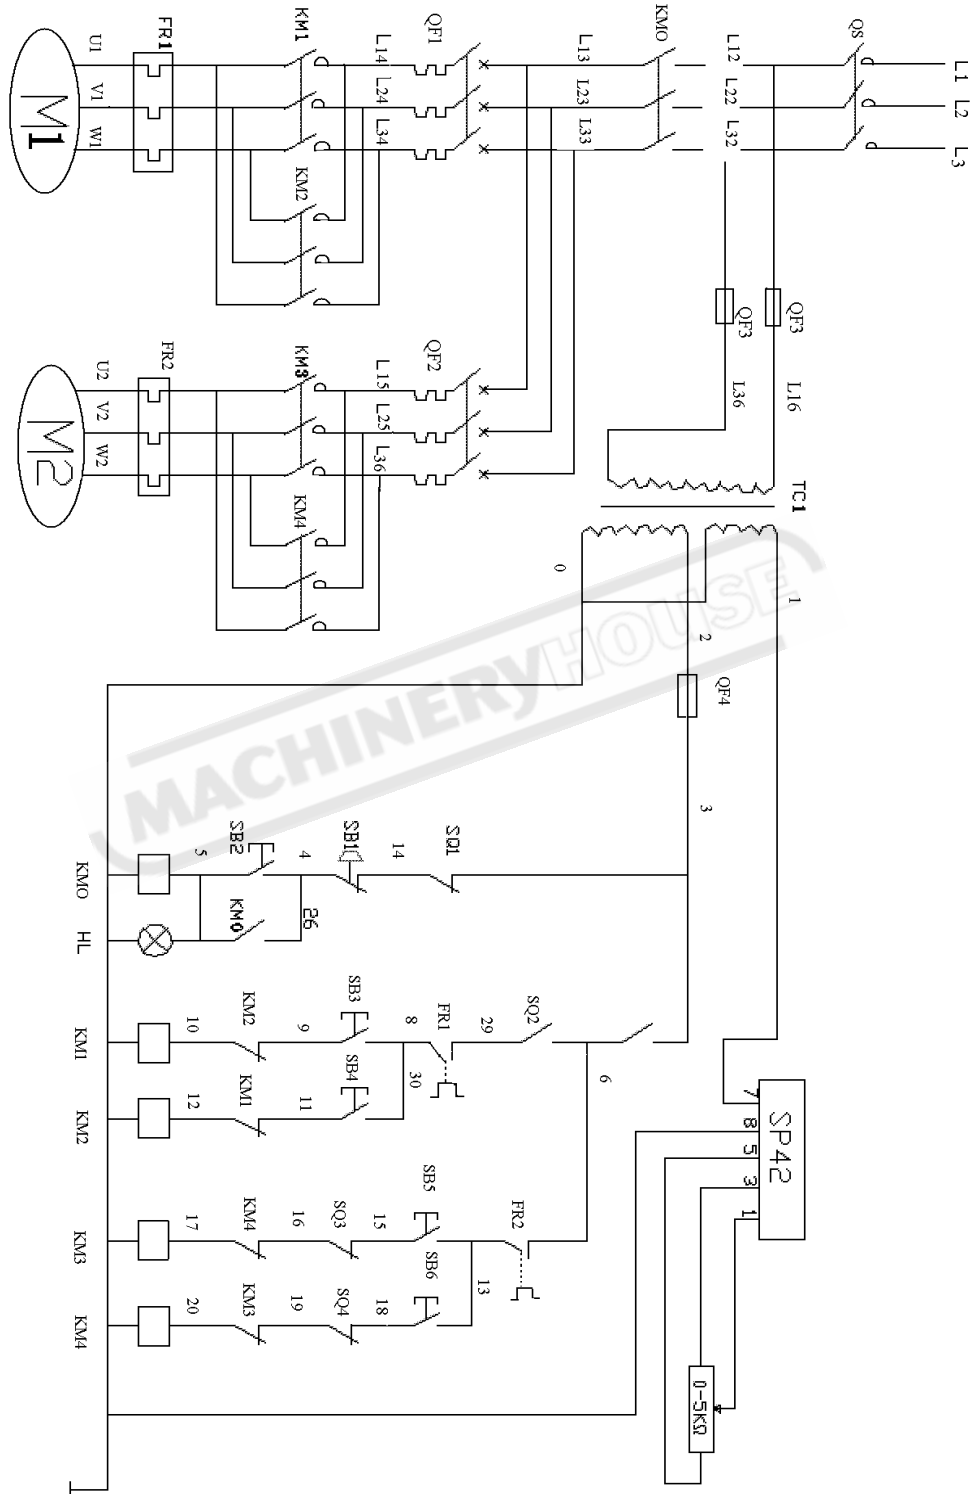 L1
L2
L3
QS
L12
L22
L32
KMO
L13
L23
L33
QF1
L14
L24
L34
KM1
KM2
FR1
U1
V1
W1
M1
QF3
QF3
L16
L36
TC1
QF2
L15
L25
L36
KM3
KM4
FR2
U2
V2
W2
M2
0
1
2
QF4
3
MACHINERYHOUSE
SQ1
14
SB1
4
SB2
5
KMO
26
KM0
HL
6
SQ2
29
FR1
8
30
SB3
9
KM2
10
KM1
SB4
11
KM1
12
KM2
FR2
13
SB5
15
SQ3
16
KM4
17
KM3
SB6
18
SQ4
19
KM3
20
KM4
SP42
7
8
5
3
1
0-5KΩ